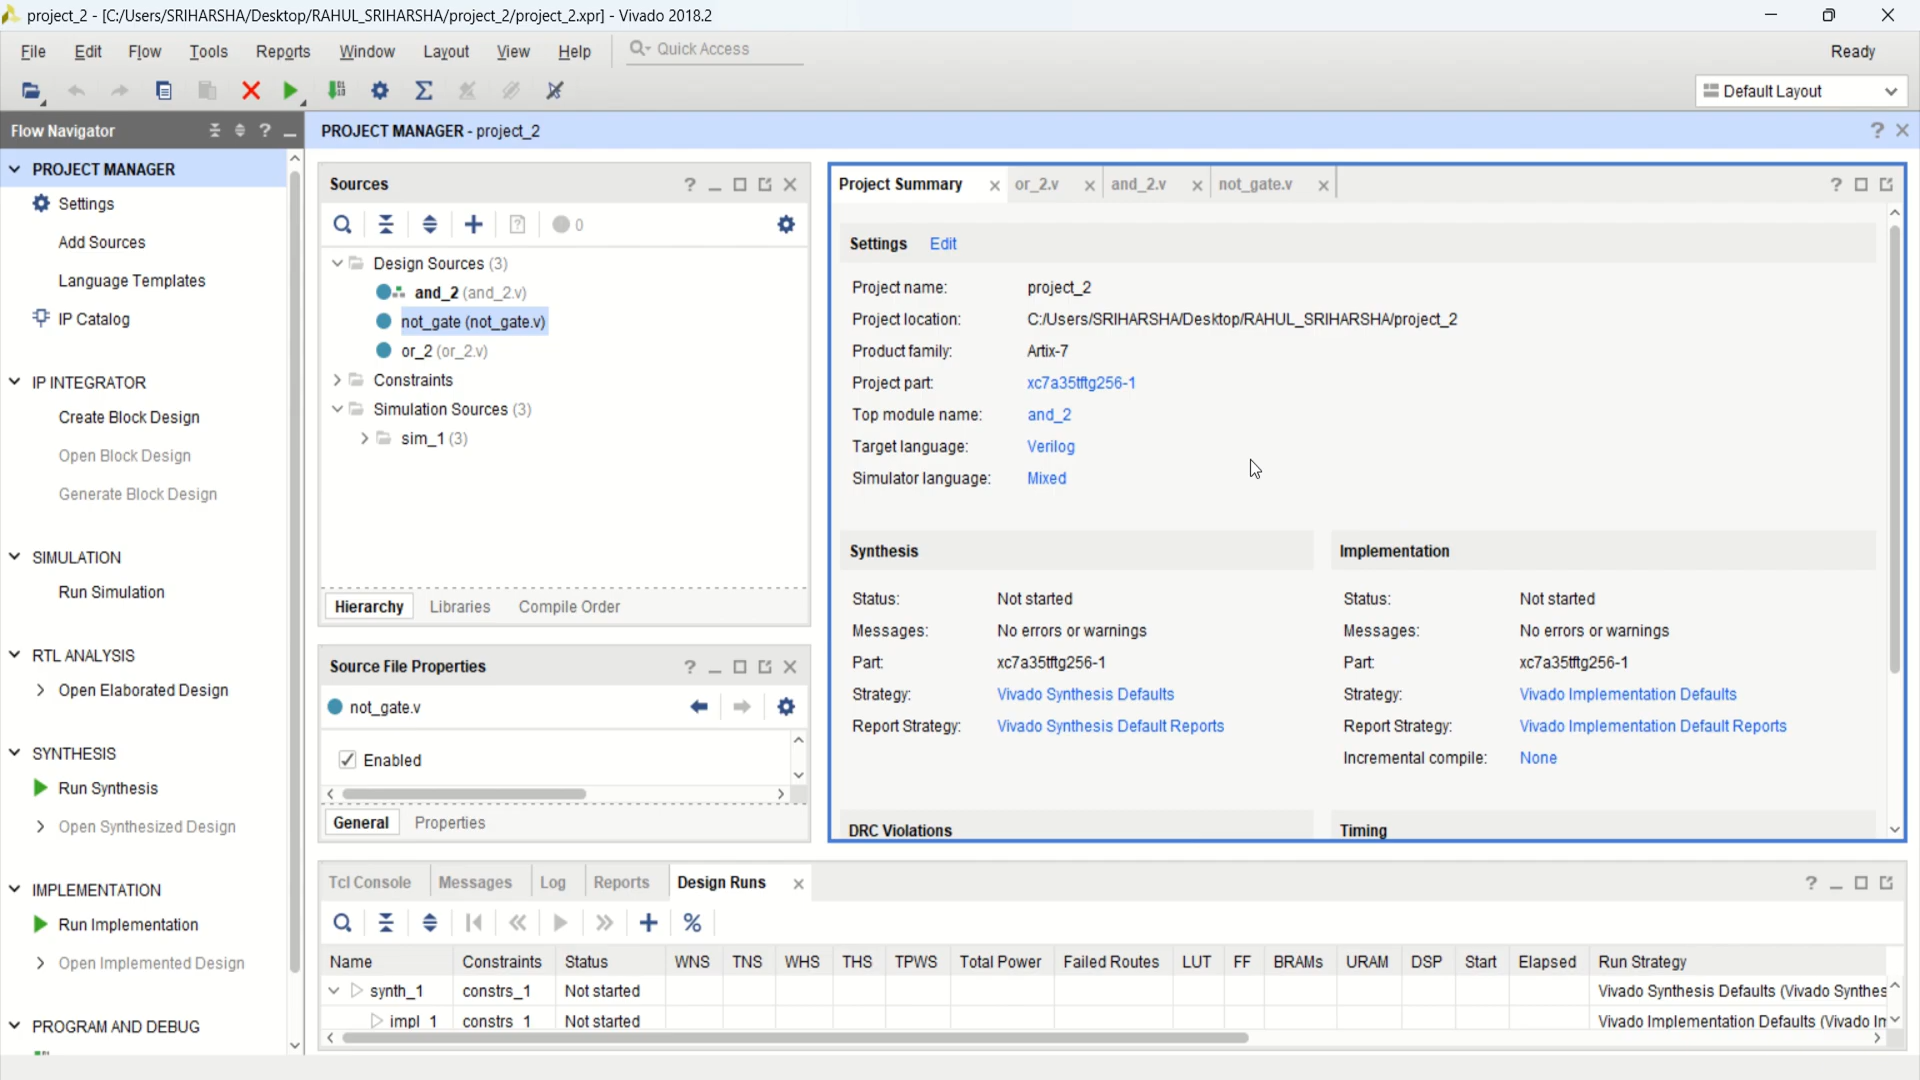 project_2 - [C:/Users/SRIHARSHA/Desktop/RAHUL_SRIHARSHA/project_2/project_2.xpr] - Vivado 2018.2
File Edit Flow Tools Reports Window Layout View Help Quick Access Ready
Default Layout
Flow Navigator
PROJECT MANAGER
Settings
Add Sources
Language Templates
IP Catalog
IP INTEGRATOR
Create Block Design
Open Block Design
Generate Block Design
SIMULATION
Run Simulation
RTL ANALYSIS
Open Elaborated Design
SYNTHESIS
Run Synthesis
Open Synthesized Design
IMPLEMENTATION
Run Implementation
Open Implemented Design
PROGRAM AND DEBUG
PROJECT MANAGER - project_2
Sources
0
Design Sources (3)
and_2 (and_2.v)
not_gate (not_gate.v)
or_2 (or_2.v)
Constraints
Simulation Sources (3)
sim_1 (3)
Hierarchy Libraries Compile Order
Source File Properties
not_gate.v
Enabled
General Properties
Project Summary or_2.v and_2.v not_gate.v
Settings Edit
Project name: project_2
Project location: C:/Users/SRIHARSHA/Desktop/RAHUL_SRIHARSHA/project_2
Product family: Artix-7
Project part: xc7a35tftg256-1
Top module name: and_2
Target language: Verilog
Simulator language: Mixed
Synthesis
Status: Not started
Messages: No errors or warnings
Part: xc7a35tftg256-1
Strategy: Vivado Synthesis Defaults
Report Strategy: Vivado Synthesis Default Reports
Implementation
Status: Not started
Messages: No errors or warnings
Part: xc7a35tftg256-1
Strategy: Vivado Implementation Defaults
Report Strategy: Vivado Implementation Default Reports
Incremental compile: None
DRC Violations
Timing
Tcl Console Messages Log Reports Design Runs
Name Constraints Status WNS TNS WHS THS TPWS Total Power Failed Routes LUT FF BRAMs URAM DSP Start Elapsed Run Strategy
synth_1 constrs_1 Not started Vivado Synthesis Defaults (Vivado Synthes
impl_1 constrs_1 Not started Vivado Implementation Defaults (Vivado Im